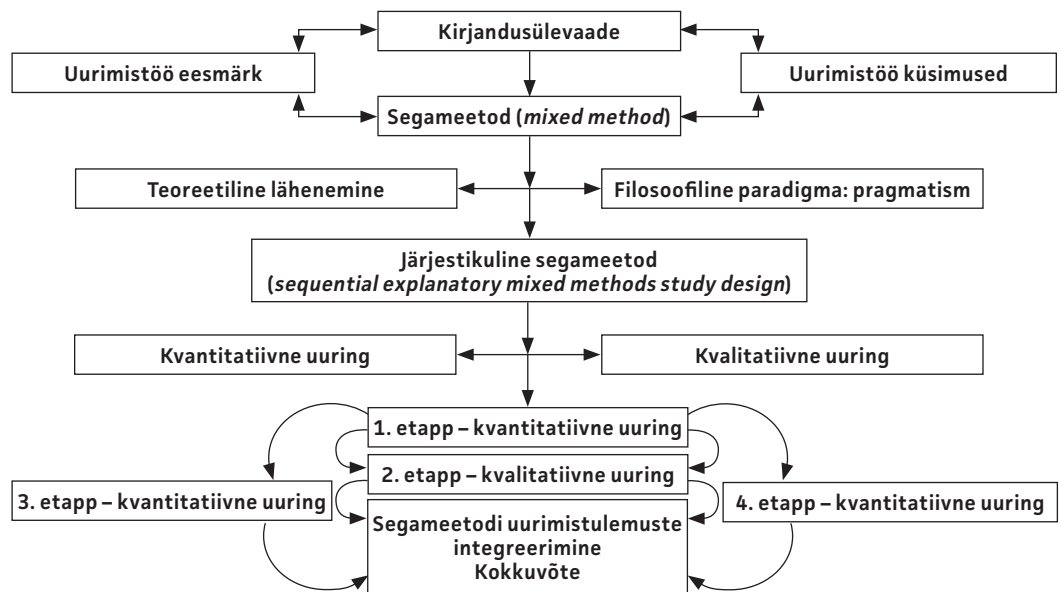 Kirjandusülevaade
Uurimistöö eesmärk
Uurimistöö küsimused
Segameetod (mixed method)
Teoreetiline lähenemine
Filosoofiline paradigma: pragmatism
Järjestikuline segameetod
(sequential explanatory mixed methods study design)
Kvantitatiivne uuring
Kvalitatiivne uuring
1. etapp – kvantitatiivne uuring
2. etapp – kvalitatiivne uuring
3. etapp – kvantitatiivne uuring
4. etapp – kvantitatiivne uuring
Segameetodi uurimistulemuste
integreerimine
Kokkuvõte